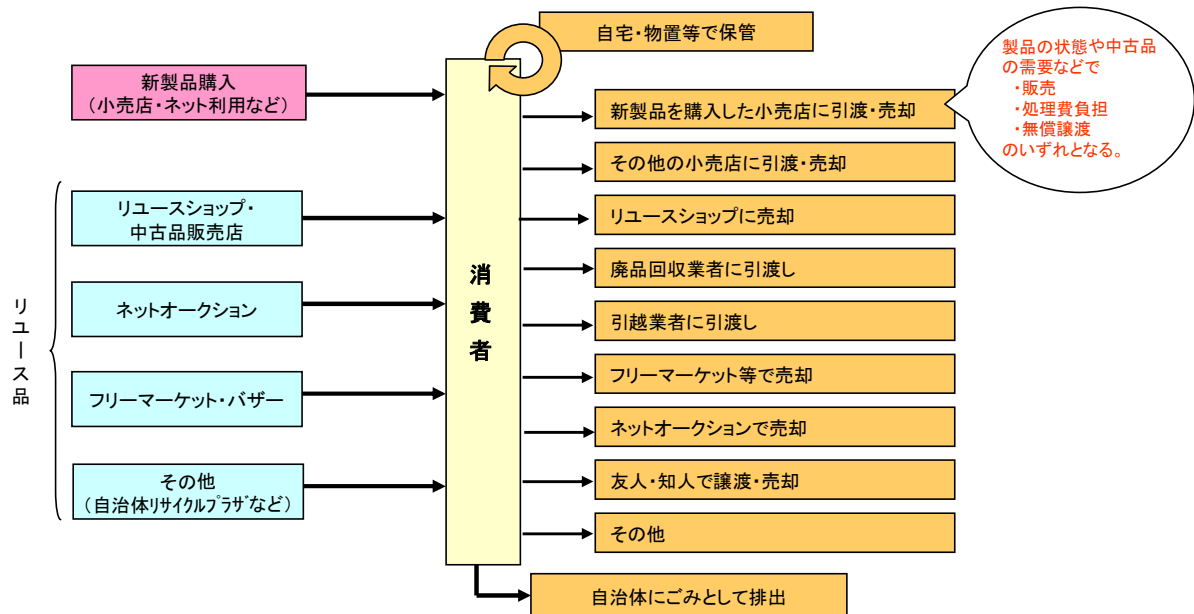 自宅・物置等で保管
新製品購入
（小売店・ネット利用など）
リユース品
リユースショップ・
中古品販売店
ネットオークション
フリーマーケット・バザー
その他
（自治体ﾘｻｲｸﾙﾌﾟﾗｻﾞなど）
消費者
新製品を購入した小売店に引渡・売却
その他の小売店に引渡・売却
リユースショップに売却
廃品回収業者に引渡し
引越業者に引渡し
フリーマーケット等で売却
ネットオークションで売却
友人・知人で譲渡・売却
その他
自治体にごみとして排出
製品の状態や中古品
の需要などで
・販売
・処理費負担
・無償譲渡
のいずれとなる。